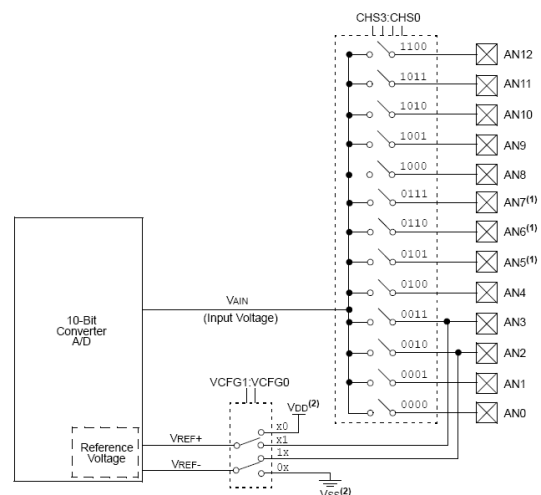 CHS3:CHS0
1100 AN12
1011 AN11
1010 AN10
1001 AN9
1000 AN8
0111 AN7(1)
0110 AN6(1)
0101 AN5(1)
0100 AN4
0011 AN3
0010 AN2
0001 AN1
0000 AN0
10-Bit
Converter
A/D
VAIN
(Input Voltage)
VCFG1:VCFG0
VDD(2)
x0
x1
1x
0x
Reference
Voltage
VREF+
VREF-
VSS(2)